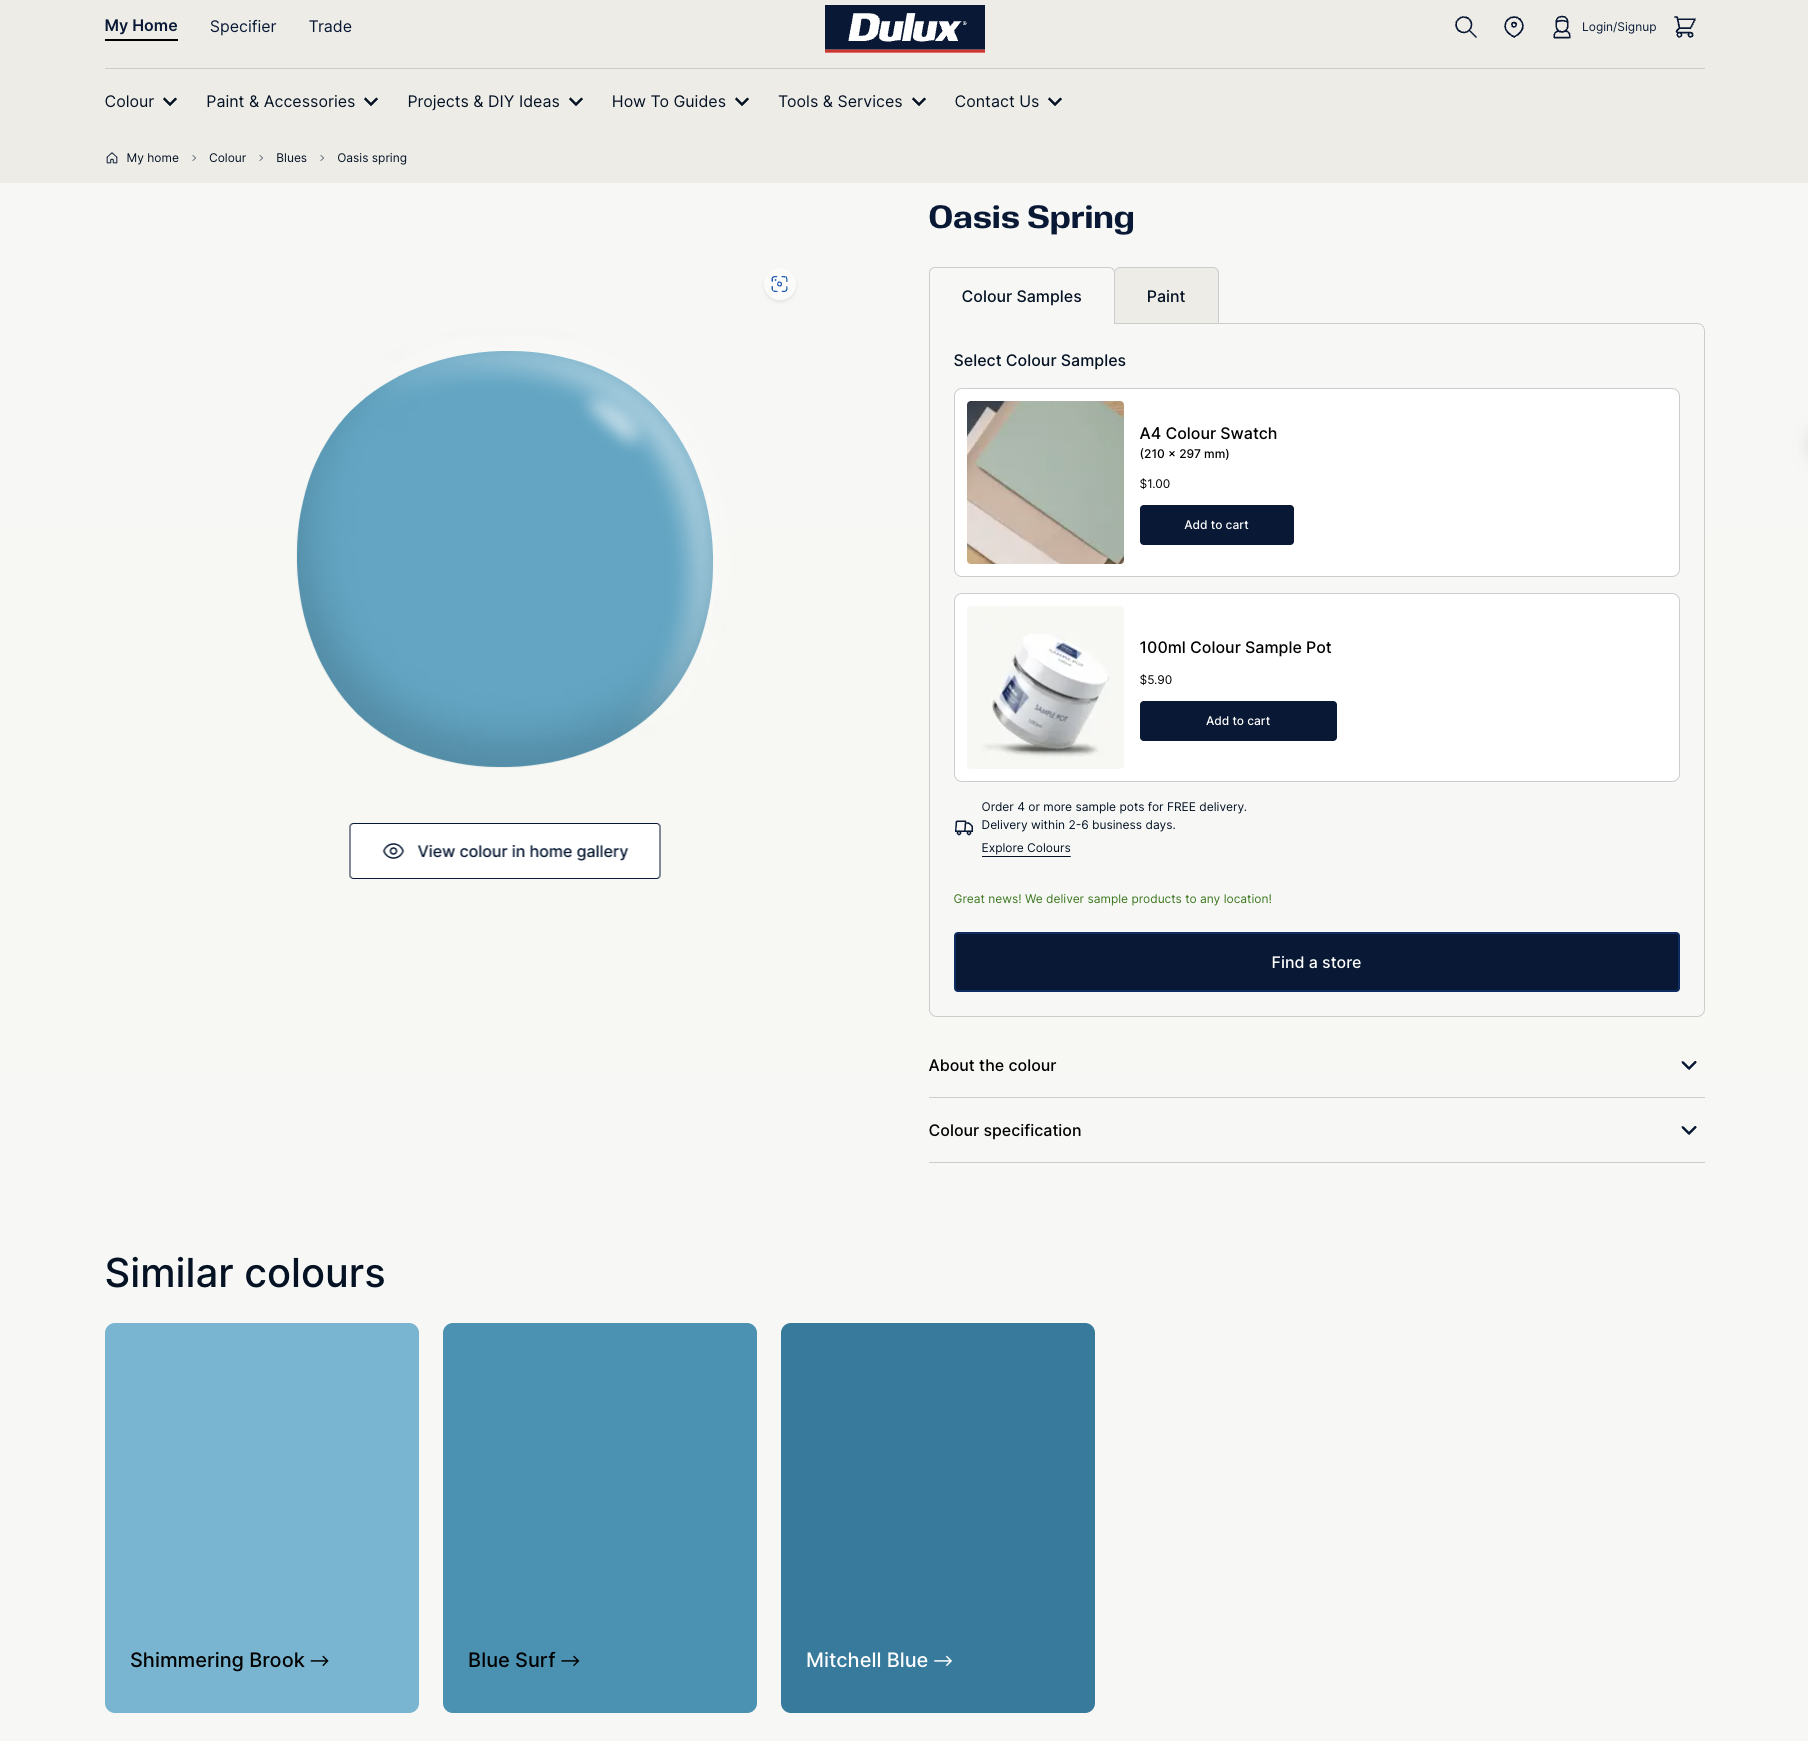 My Home
Specifier
Trade
Dulux
Login/Signup
Colour
Paint & Accessories
Projects & DIY Ideas
How To Guides
Tools & Services
Contact Us
My home > Colour > Blues > Oasis spring
Oasis Spring
Colour Samples
Paint
Select Colour Samples
A4 Colour Swatch
(210 × 297 mm)
$1.00
Add to cart
SAMPLE POT
100ml Colour Sample Pot
$5.90
Add to cart
Order 4 or more sample pots for FREE delivery.
Delivery within 2-6 business days.
Explore Colours
Great news! We deliver sample products to any location!
View colour in home gallery
Find a store
About the colour
Colour specification
Similar colours
Shimmering Brook →
Blue Surf →
Mitchell Blue →